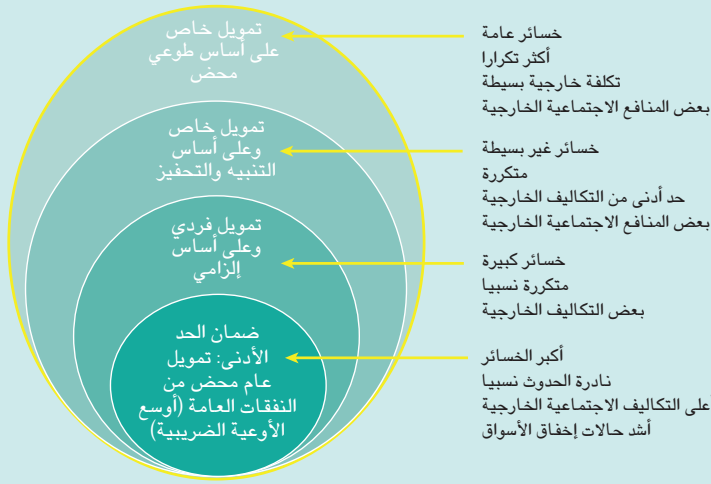 تمويل خاص
على أساس طوعي
محض
خسائر عامة
أكثر تكرارا
تكلفة خارجية بسيطة
بعض المنافع الاجتماعية الخارجية
تمويل خاص
وعلى أساس
التنبيه والتحفيز
خسائر غير بسيطة
متكررة
حد أدنى من التكاليف الخارجية
بعض المنافع الاجتماعية الخارجية
تمويل فردي
وعلى أساس
إلزامي
خسائر كبيرة
متكررة نسبيا
بعض التكاليف الخارجية
ضمان الحد
الأدنى: تمويل
عام محض من
النفقات العامة (أوسع
الأوعية الضريبية)
أكبر الخسائر
نادرة الحدوث نسبيا
على التكاليف الاجتماعية الخارجية
أشد حالات إخفاق الأسواق